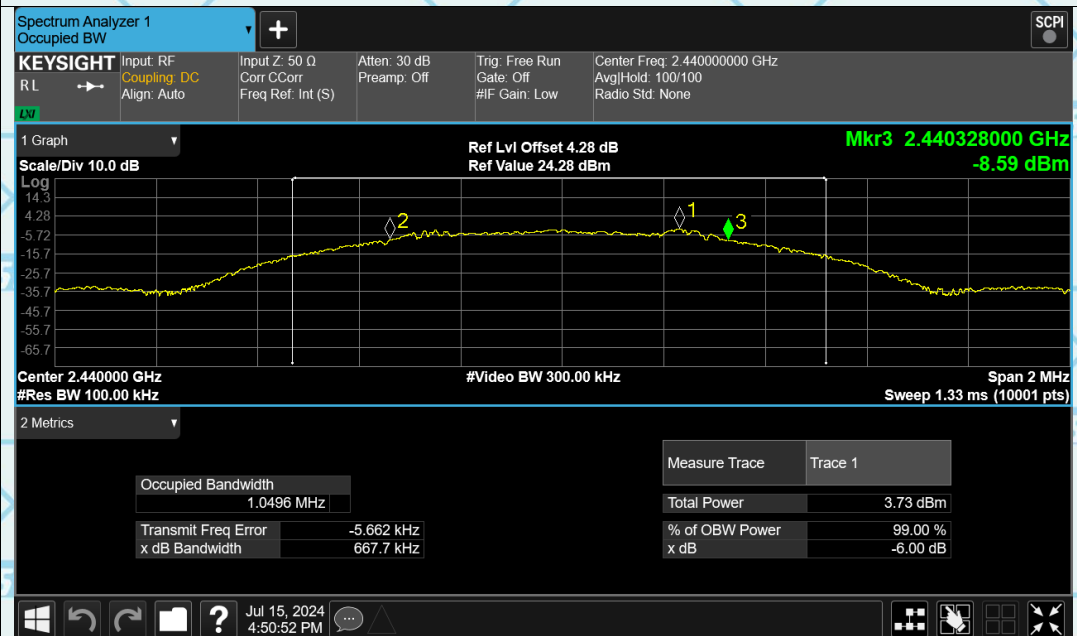 Spectrum Analyzer 1
Occupied BW
+
SCPI
KEYSIGHT
R L
LXI
Input: RF
Coupling: DC
Align: Auto
Input Z: 50 Ω
Corr CCorr
Freq Ref: Int (S)
Atten: 30 dB
Preamp: Off
Trig: Free Run
Gate: Off
#IF Gain: Low
Center Freq: 2.440000000 GHz
Avg|Hold: 100/100
Radio Std: None
1 Graph
Scale/Div 10.0 dB
Ref Lvl Offset 4.28 dB
Ref Value 24.28 dBm
Mkr3 2.440328000 GHz
-8.59 dBm
Log
14.3
4.28
-5.72
-15.7
-25.7
-35.7
-45.7
-55.7
-65.7
2
1
3
Center 2.440000 GHz
#Res BW 100.00 kHz
#Video BW 300.00 kHz
Span 2 MHz
Sweep 1.33 ms (10001 pts)
2 Metrics
Occupied Bandwidth
1.0496 MHz
Transmit Freq Error -5.662 kHz
x dB Bandwidth 667.7 kHz
Measure Trace Trace 1
Total Power 3.73 dBm
% of OBW Power 99.00 %
x dB -6.00 dB
?
Jul 15, 2024
4:50:52 PM